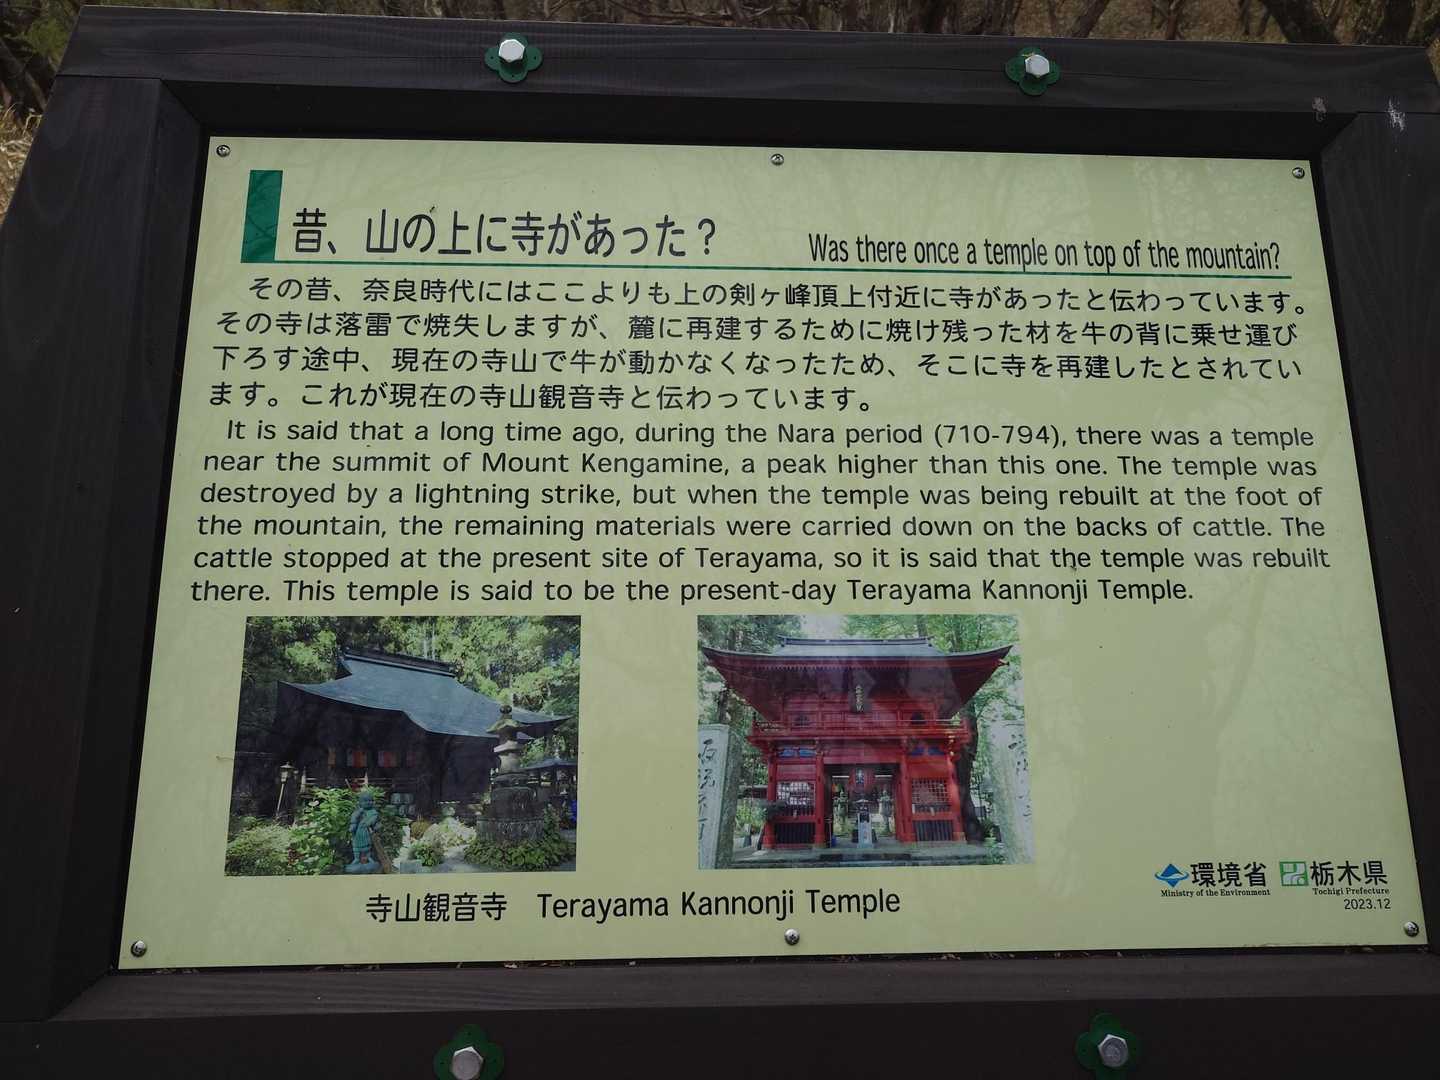 昔、山の上に寺があった？
Was there once a temple on top of the mountain?
その昔、奈良時代にはここよりも上の剣ヶ峰頂上付近に寺があったと伝わっています。
その寺は落雷で焼失しますが、麓に再建するために焼け残った材を牛の背に乗せ運び
下ろす途中、現在の寺山で牛が動かなくなったため、そこに寺を再建したとされてい
ます。これが現在の寺山観音寺と伝わっています。
It is said that a long time ago, during the Nara period (710-794), there was a temple
near the summit of Mount Kengamine, a peak higher than this one. The temple was
destroyed by a lightning strike, but when the temple was being rebuilt at the foot of
the mountain, the remaining materials were carried down on the backs of cattle. The
cattle stopped at the present site of Terayama, so it is said that the temple was rebuilt
there. This temple is said to be the present-day Terayama Kannonji Temple.
寺山観音寺 Terayama Kannonji Temple
環境省
Ministry of the Environment
栃木県
Tochigi Prefecture
2023.12